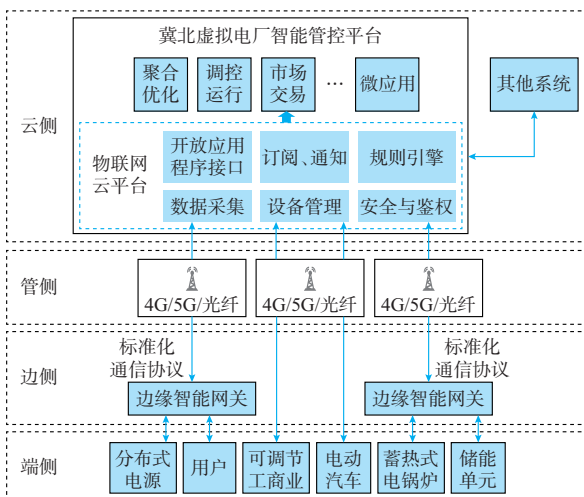 冀北虚拟电厂智能管控平台
聚合
优化
调控
运行
市场
交易
…
微应用
其他系统
云侧
物联网
云平台
开放应用
程序接口
订阅、通知
规则引擎
数据采集
设备管理
安全与鉴权
管侧
4G/5G/光纤
4G/5G/光纤
4G/5G/光纤
边侧
标准化
通信协议
标准化
通信协议
边缘智能网关
边缘智能网关
端侧
分布式
电源
用户
可调节
工商业
电动
汽车
蓄热式
电锅炉
储能
单元